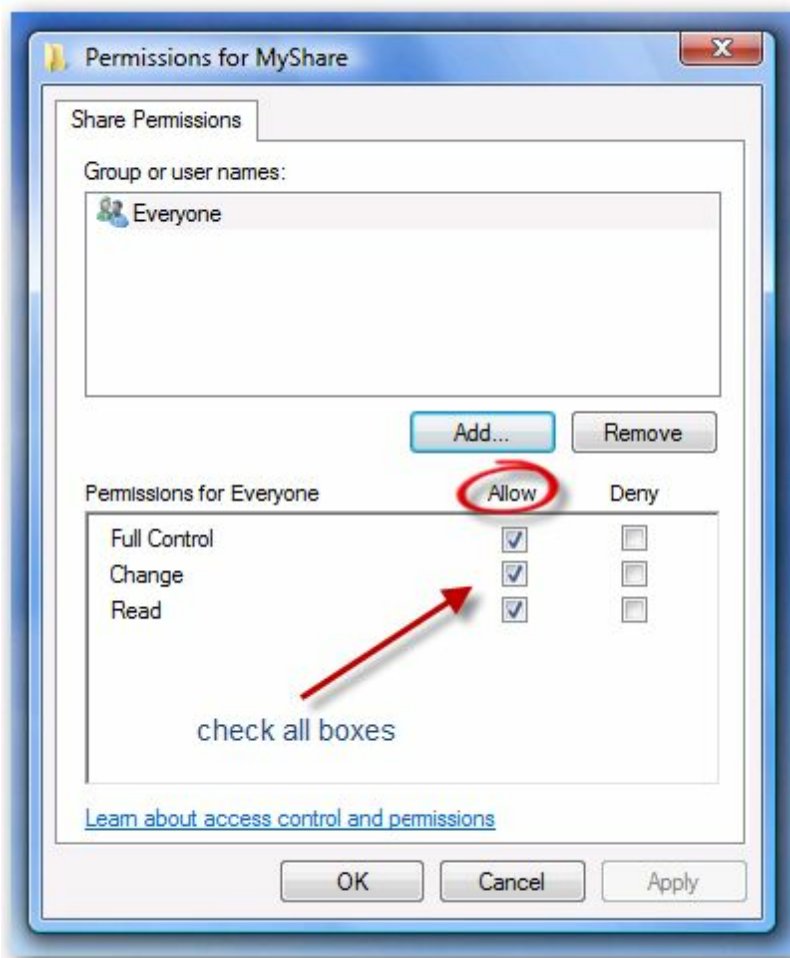 Permissions for MyShare
Share Permissions
Group or user names:
Everyone
Add...
Remove
Permissions for Everyone
Allow
Deny
Full Control
Change
Read
check all boxes
Learn about access control and permissions
OK
Cancel
Apply